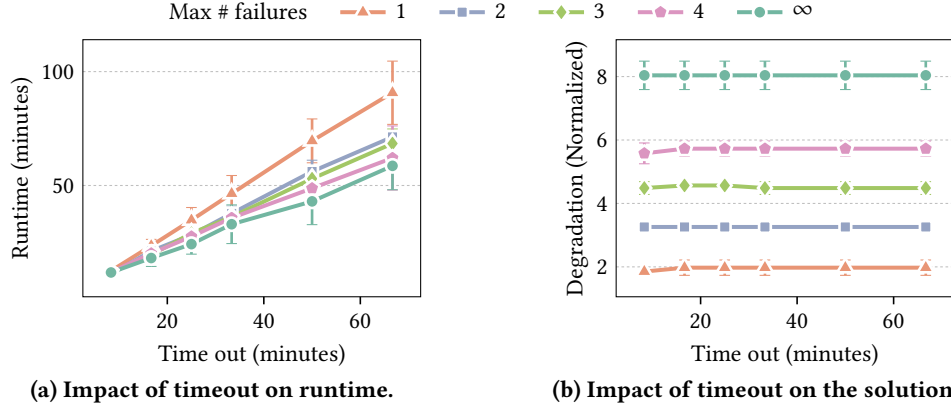 Max # failures 1 2 3 4 ∞
Runtime (minutes)
100
50
20 40 60
Time out (minutes)
(a) Impact of timeout on runtime.
Degradation (Normalized)
8
6
4
2
20 40 60
Time out (minutes)
(b) Impact of timeout on the solution